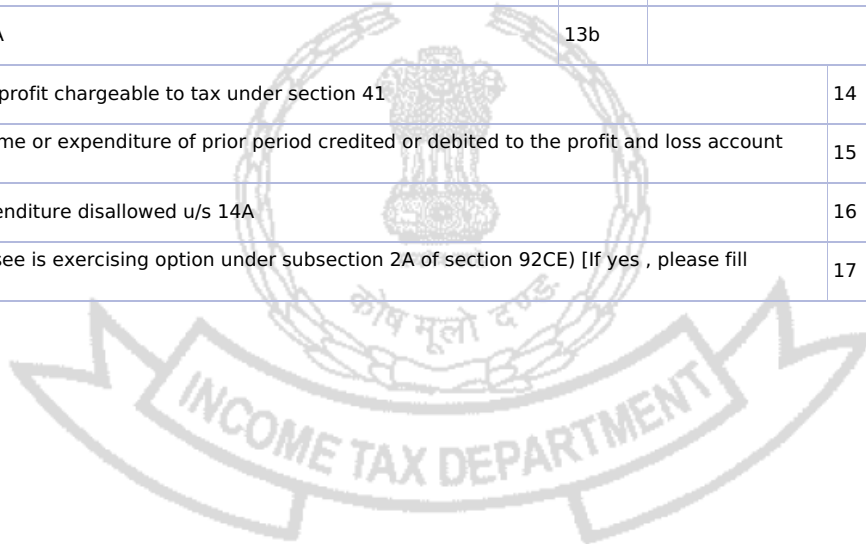 A 13b
profit chargeable to tax under section 41 14
me or expenditure of prior period credited or debited to the profit and loss account 15
enditure disallowed u/s 14A 16
see is exercising option under subsection 2A of section 92CE) [If yes , please fill 17
कोष मूलो दण्डः
INCOME TAX DEPARTMENT